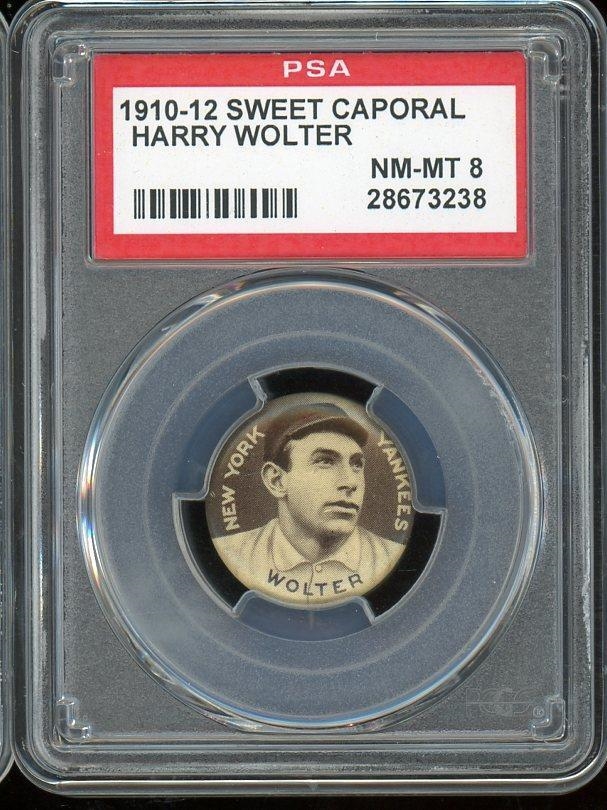 PSA
1910-12 SWEET CAPORAL
HARRY WOLTER
NM-MT 8
28673238
NEW YORK
YANKEES
WOLTER